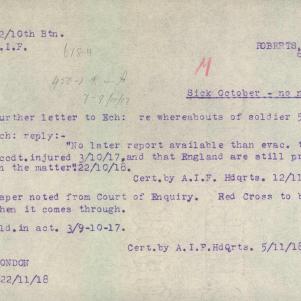 2/10th Btn.
A.I.F.
ROBERTS,
Sick October - no n
urther letter to Ech: re whereabouts of soldier 5
ch: reply:-
"No later report available than evac. t
ccdt.injured 3/10/17.and that England are still pu
n the matter"22/10/18.
Cert.by A.I.F. Hdqrts. 12/11
aper noted from Court of Enquiry. Red Cross to b
hen it comes through.
ld.in act. 3/9-10-17.
Cert.by A.I.F.Hdqrts. 5/11/18
ONDON
22/11/18